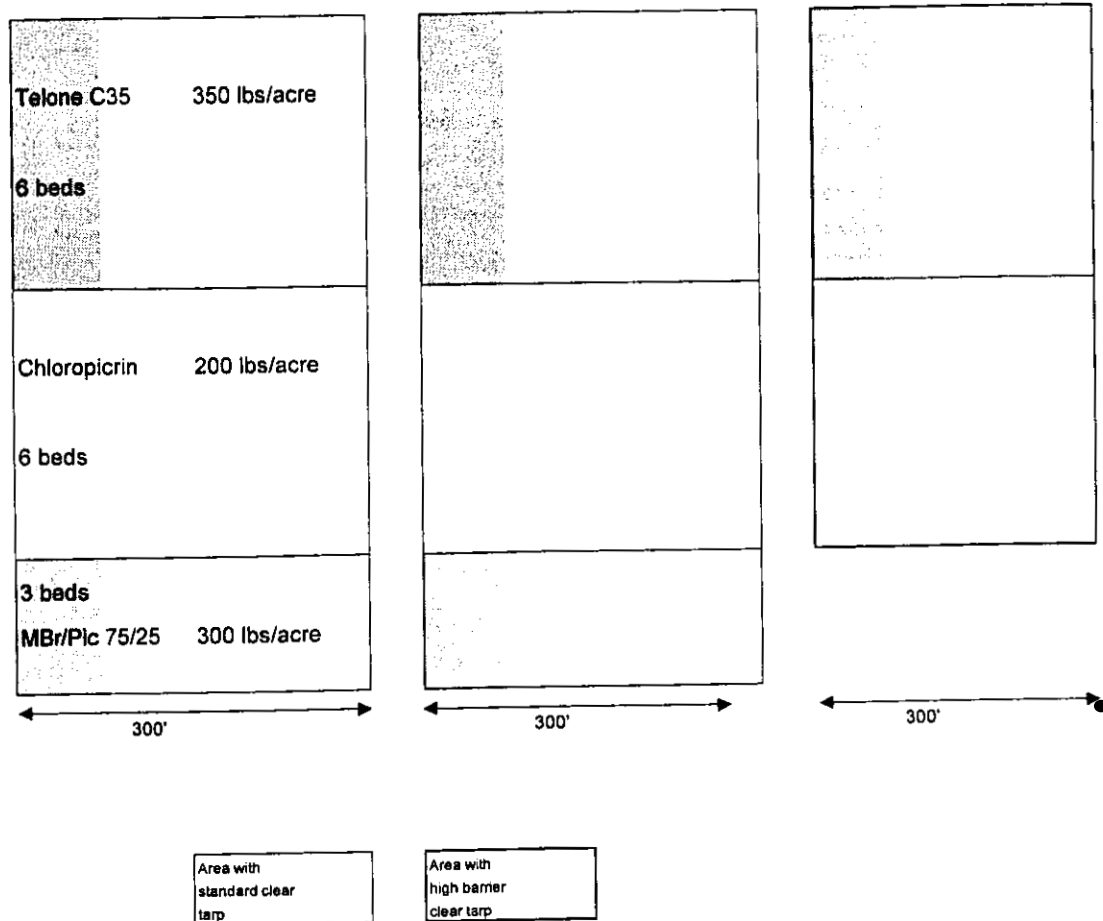 Telone C35 350 lbs/acre
6 beds
Chloropicrin 200 lbs/acre
6 beds
3 beds
MBr/Pic 75/25 300 lbs/acre
300'
300'
300'
Area with
standard clear
tarp
Area with
high barrier
clear tarp